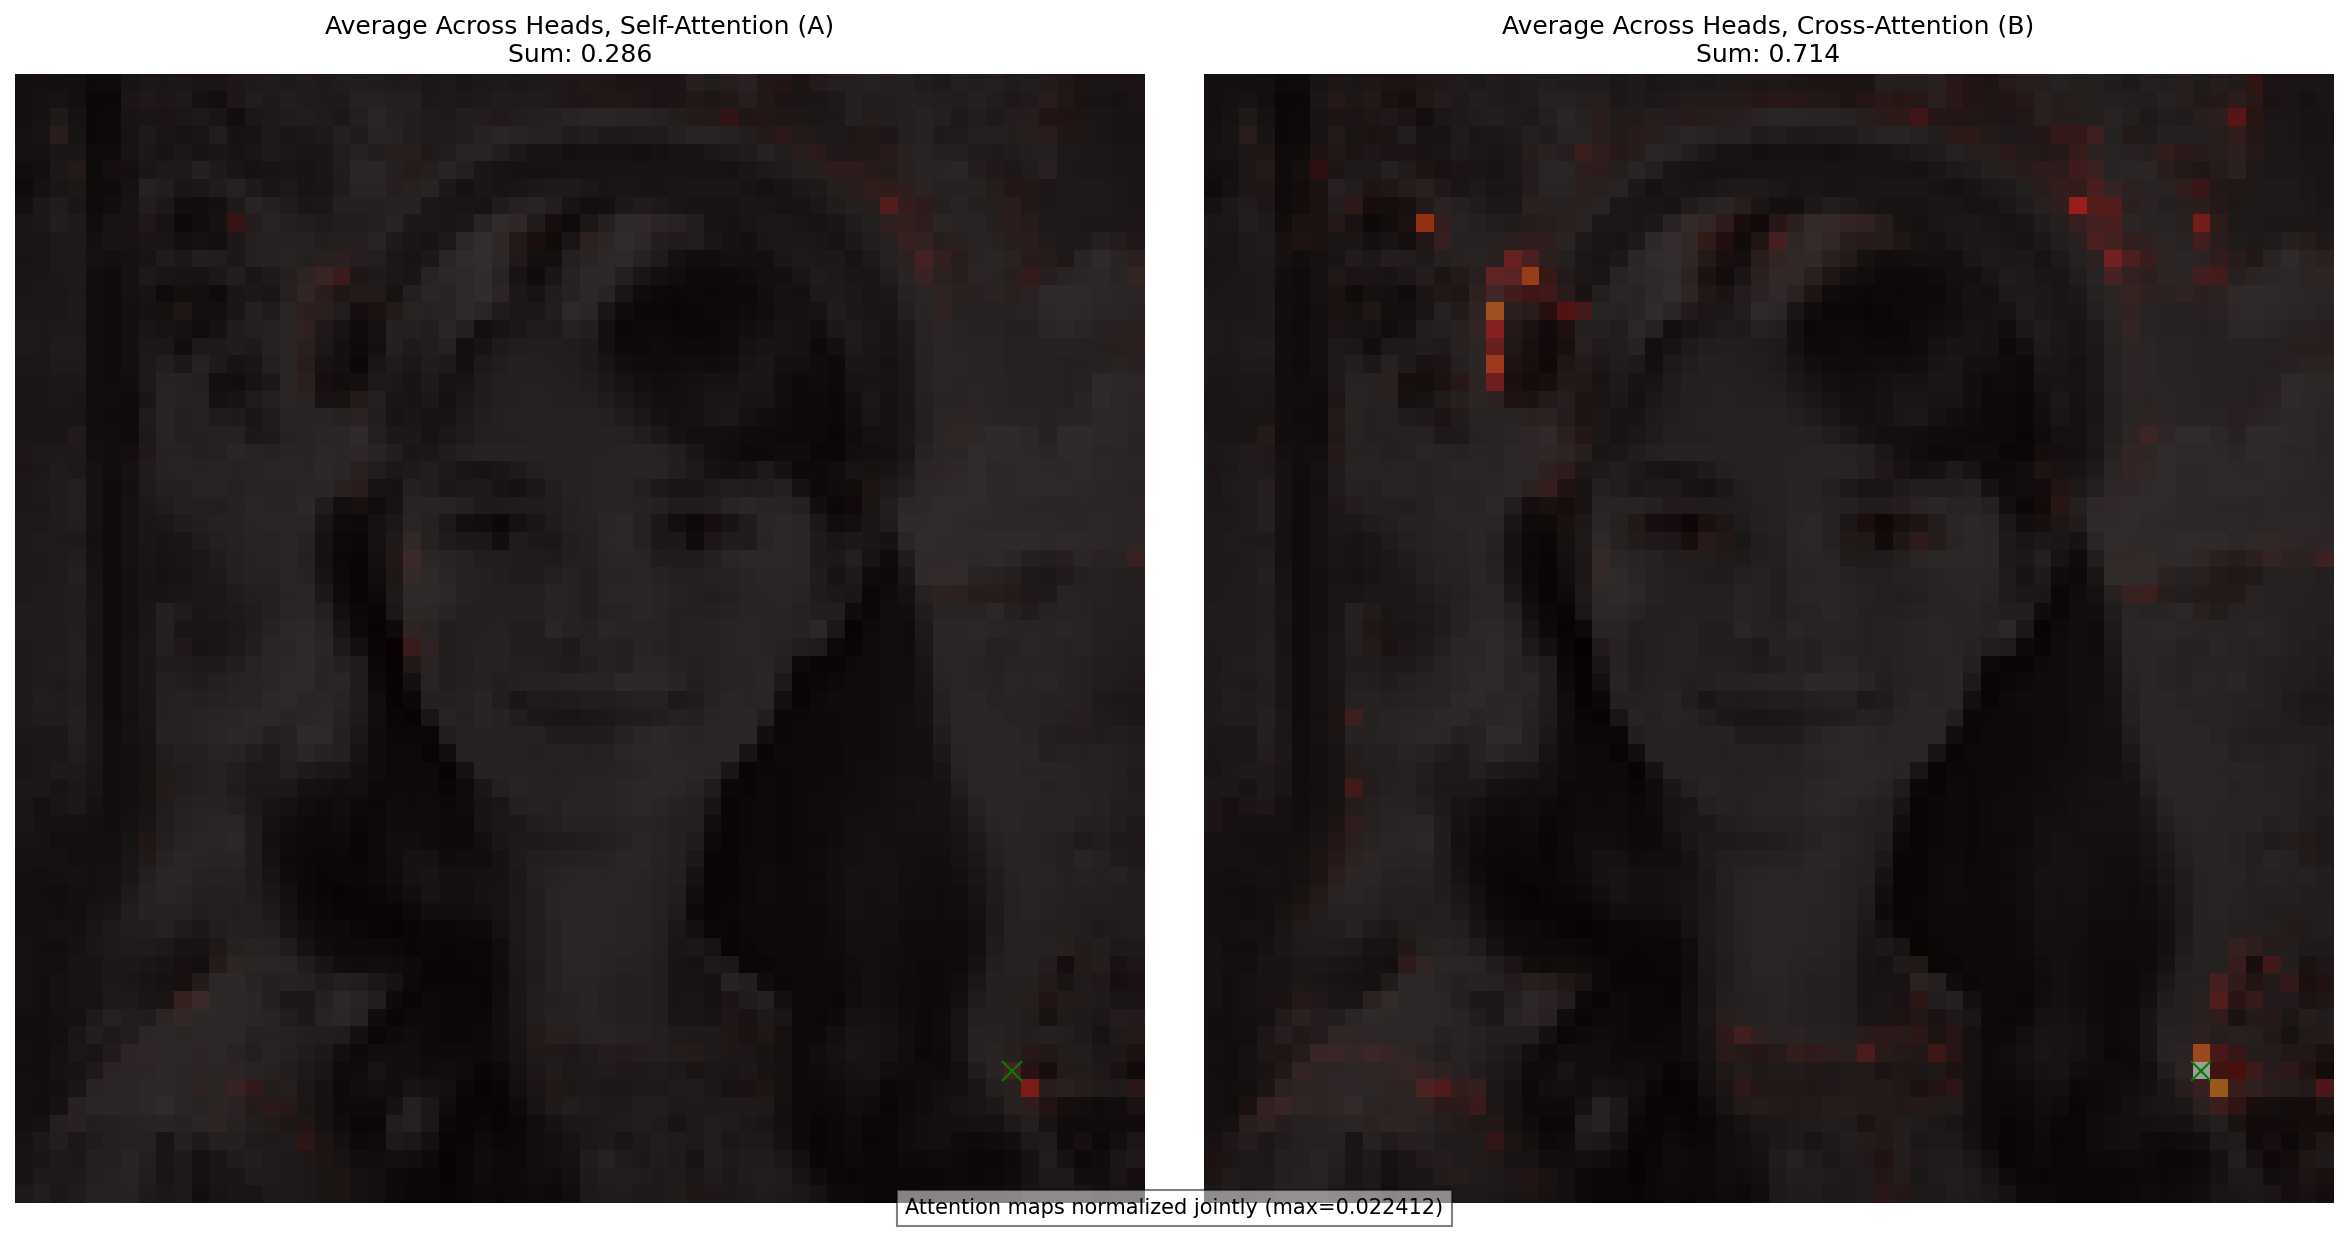 Average Across Heads, Self-Attention (A)
Sum: 0.286
Average Across Heads, Cross-Attention (B)
Sum: 0.714
Attention maps normalized jointly (max=0.022412)